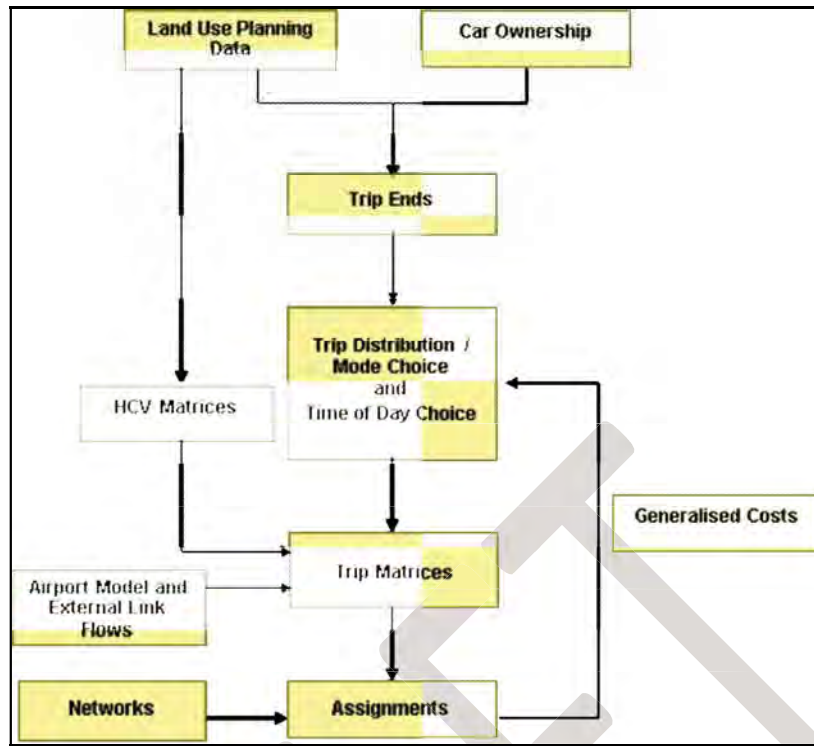 Land Use Planning
Data
Car Ownership
Trip Ends
Trip Distribution /
Mode Choice
and
Time of Day Choice
HCV Matrices
Generalised Costs
Trip Matrices
Airport Model and
External Link
Flows
Networks
Assignments